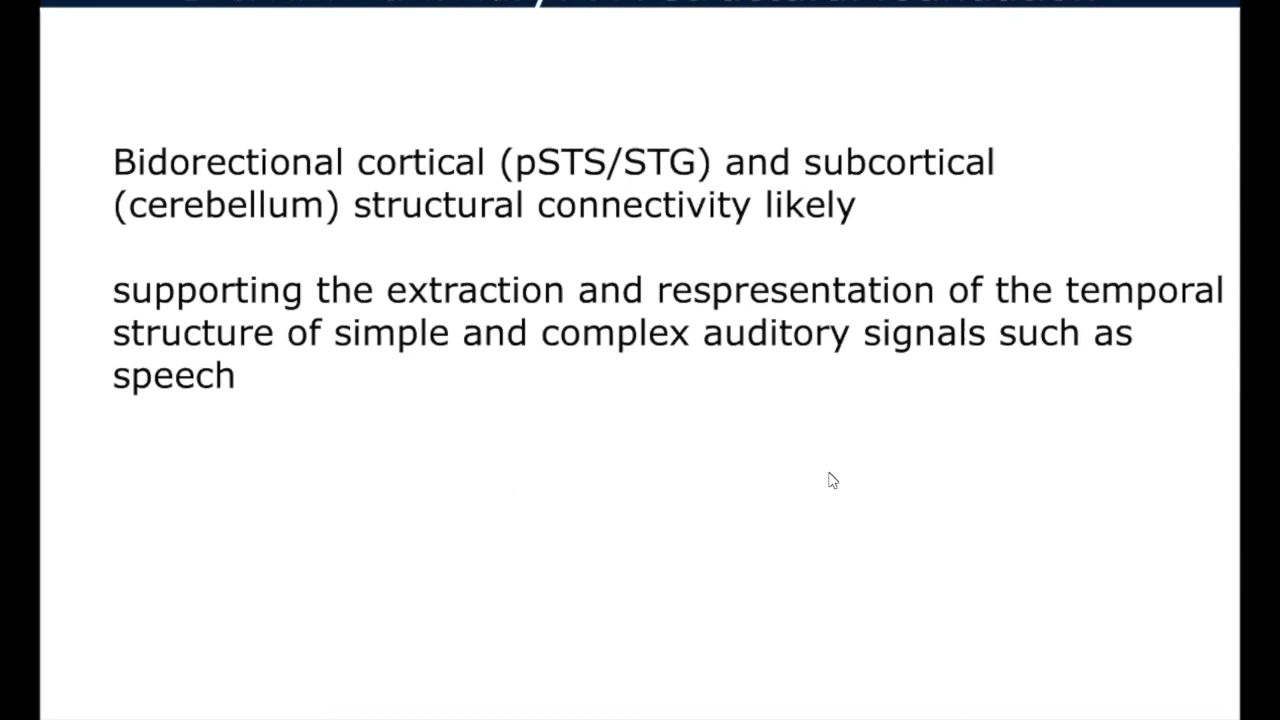 Bidorectional cortical (pSTS/STG) and subcortical
(cerebellum) structural connectivity likely
supporting the extraction and respresentation of the temporal
structure of simple and complex auditory signals such as
speech